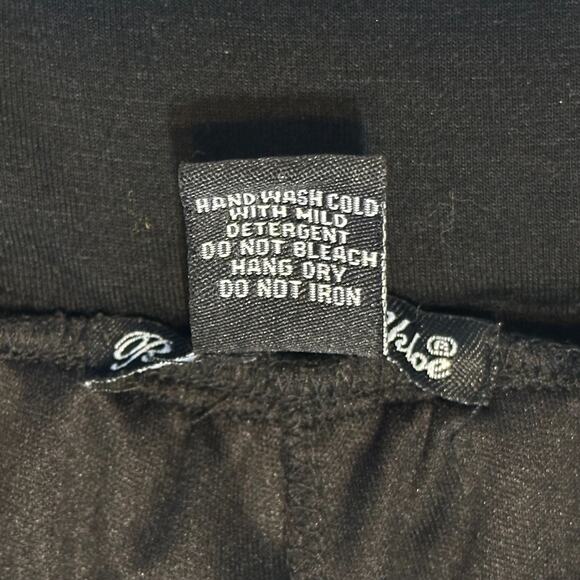 HAND WASH COLD
WITH MILD
DETERGENT
DO NOT BLEACH
HANG DRY
DO NOT IRON